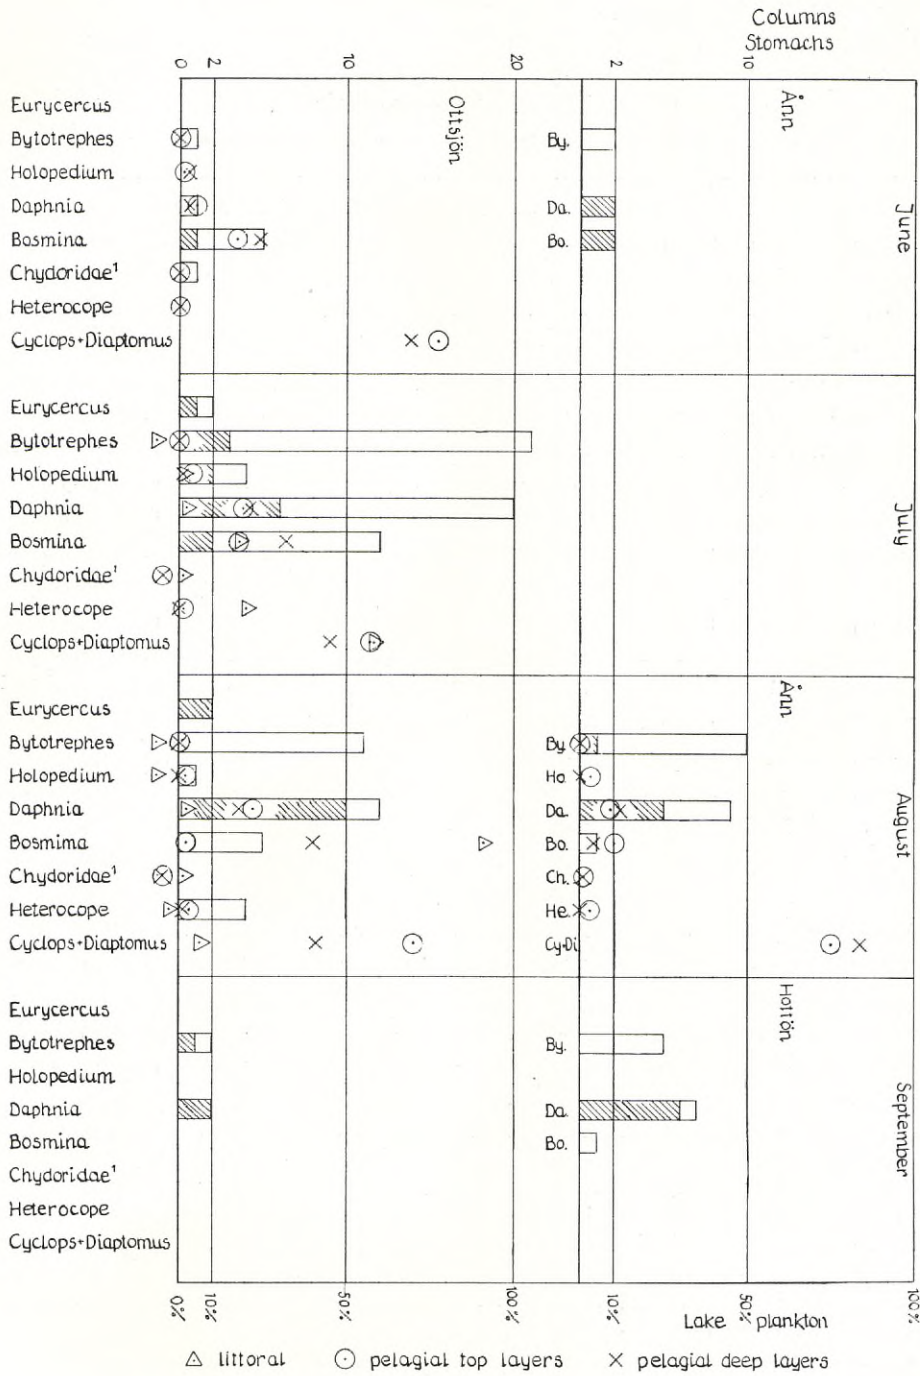 Columns
Stomachs
0 2 10 20 2 10
Ottsjön
Ånn
June
Eurycercus
Bytotrephes By.
Holopedium
Daphnia Da.
Bosmina Bo.
Chydoridae¹
Heterocope
Cyclops+Diaptomus
July
Eurycercus
Bytotrephes
Holopedium
Daphnia
Bosmina
Chydoridae¹
Heterocope
Cyclops+Diaptomus
Ånn
August
Eurycercus
Bytotrephes By.
Holopedium Ho.
Daphnia Da.
Bosmima Bo.
Chydoridae¹ Ch.
Heterocope He.
Cyclops+Diaptomus Cy+Di
Hottön
September
Eurycercus
Bytotrephes By.
Holopedium
Daphnia Da.
Bosmina Bo.
Chydoridae¹
Heterocope
Cyclops+Diaptomus
0% 10% 50% 100% 10% 50% 100%
Lake plankton
littoral pelagial top layers pelagial deep layers